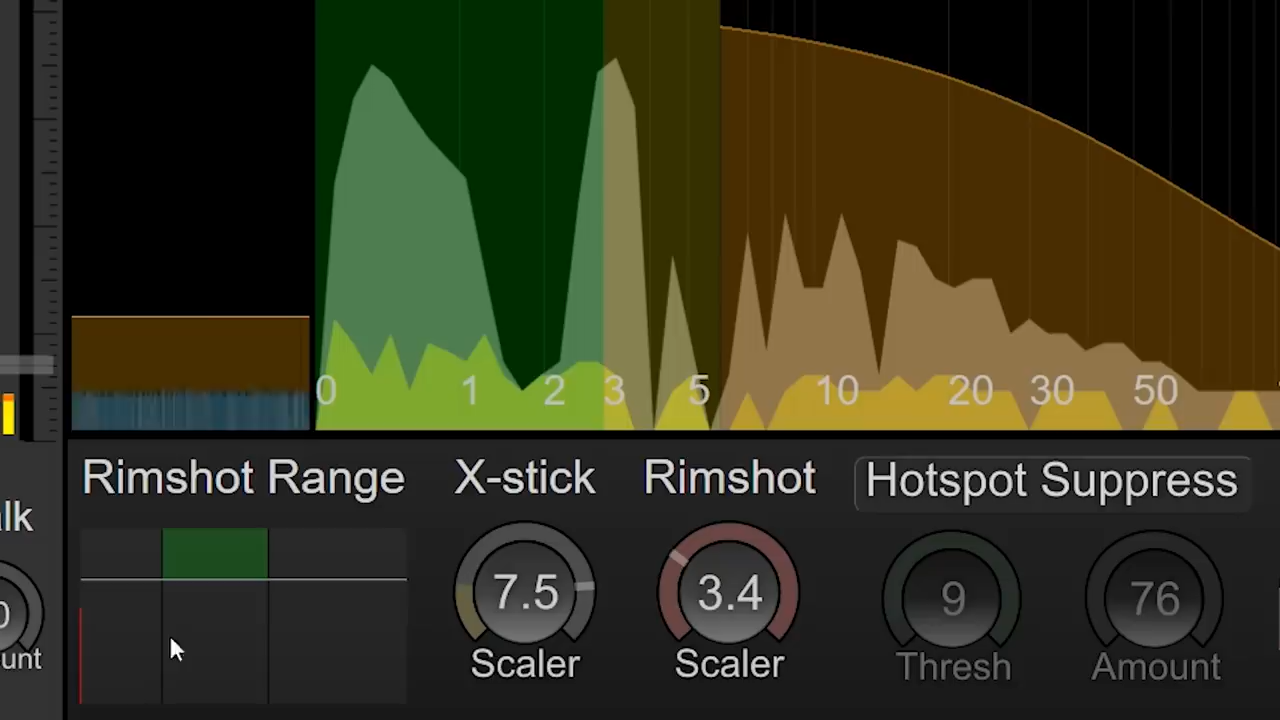 0 1 2 3 5 10 20 30 50
Rimshot Range X-stick Rimshot Hotspot Suppress
7.5 3.4 9 76
Scaler Scaler Thresh Amount